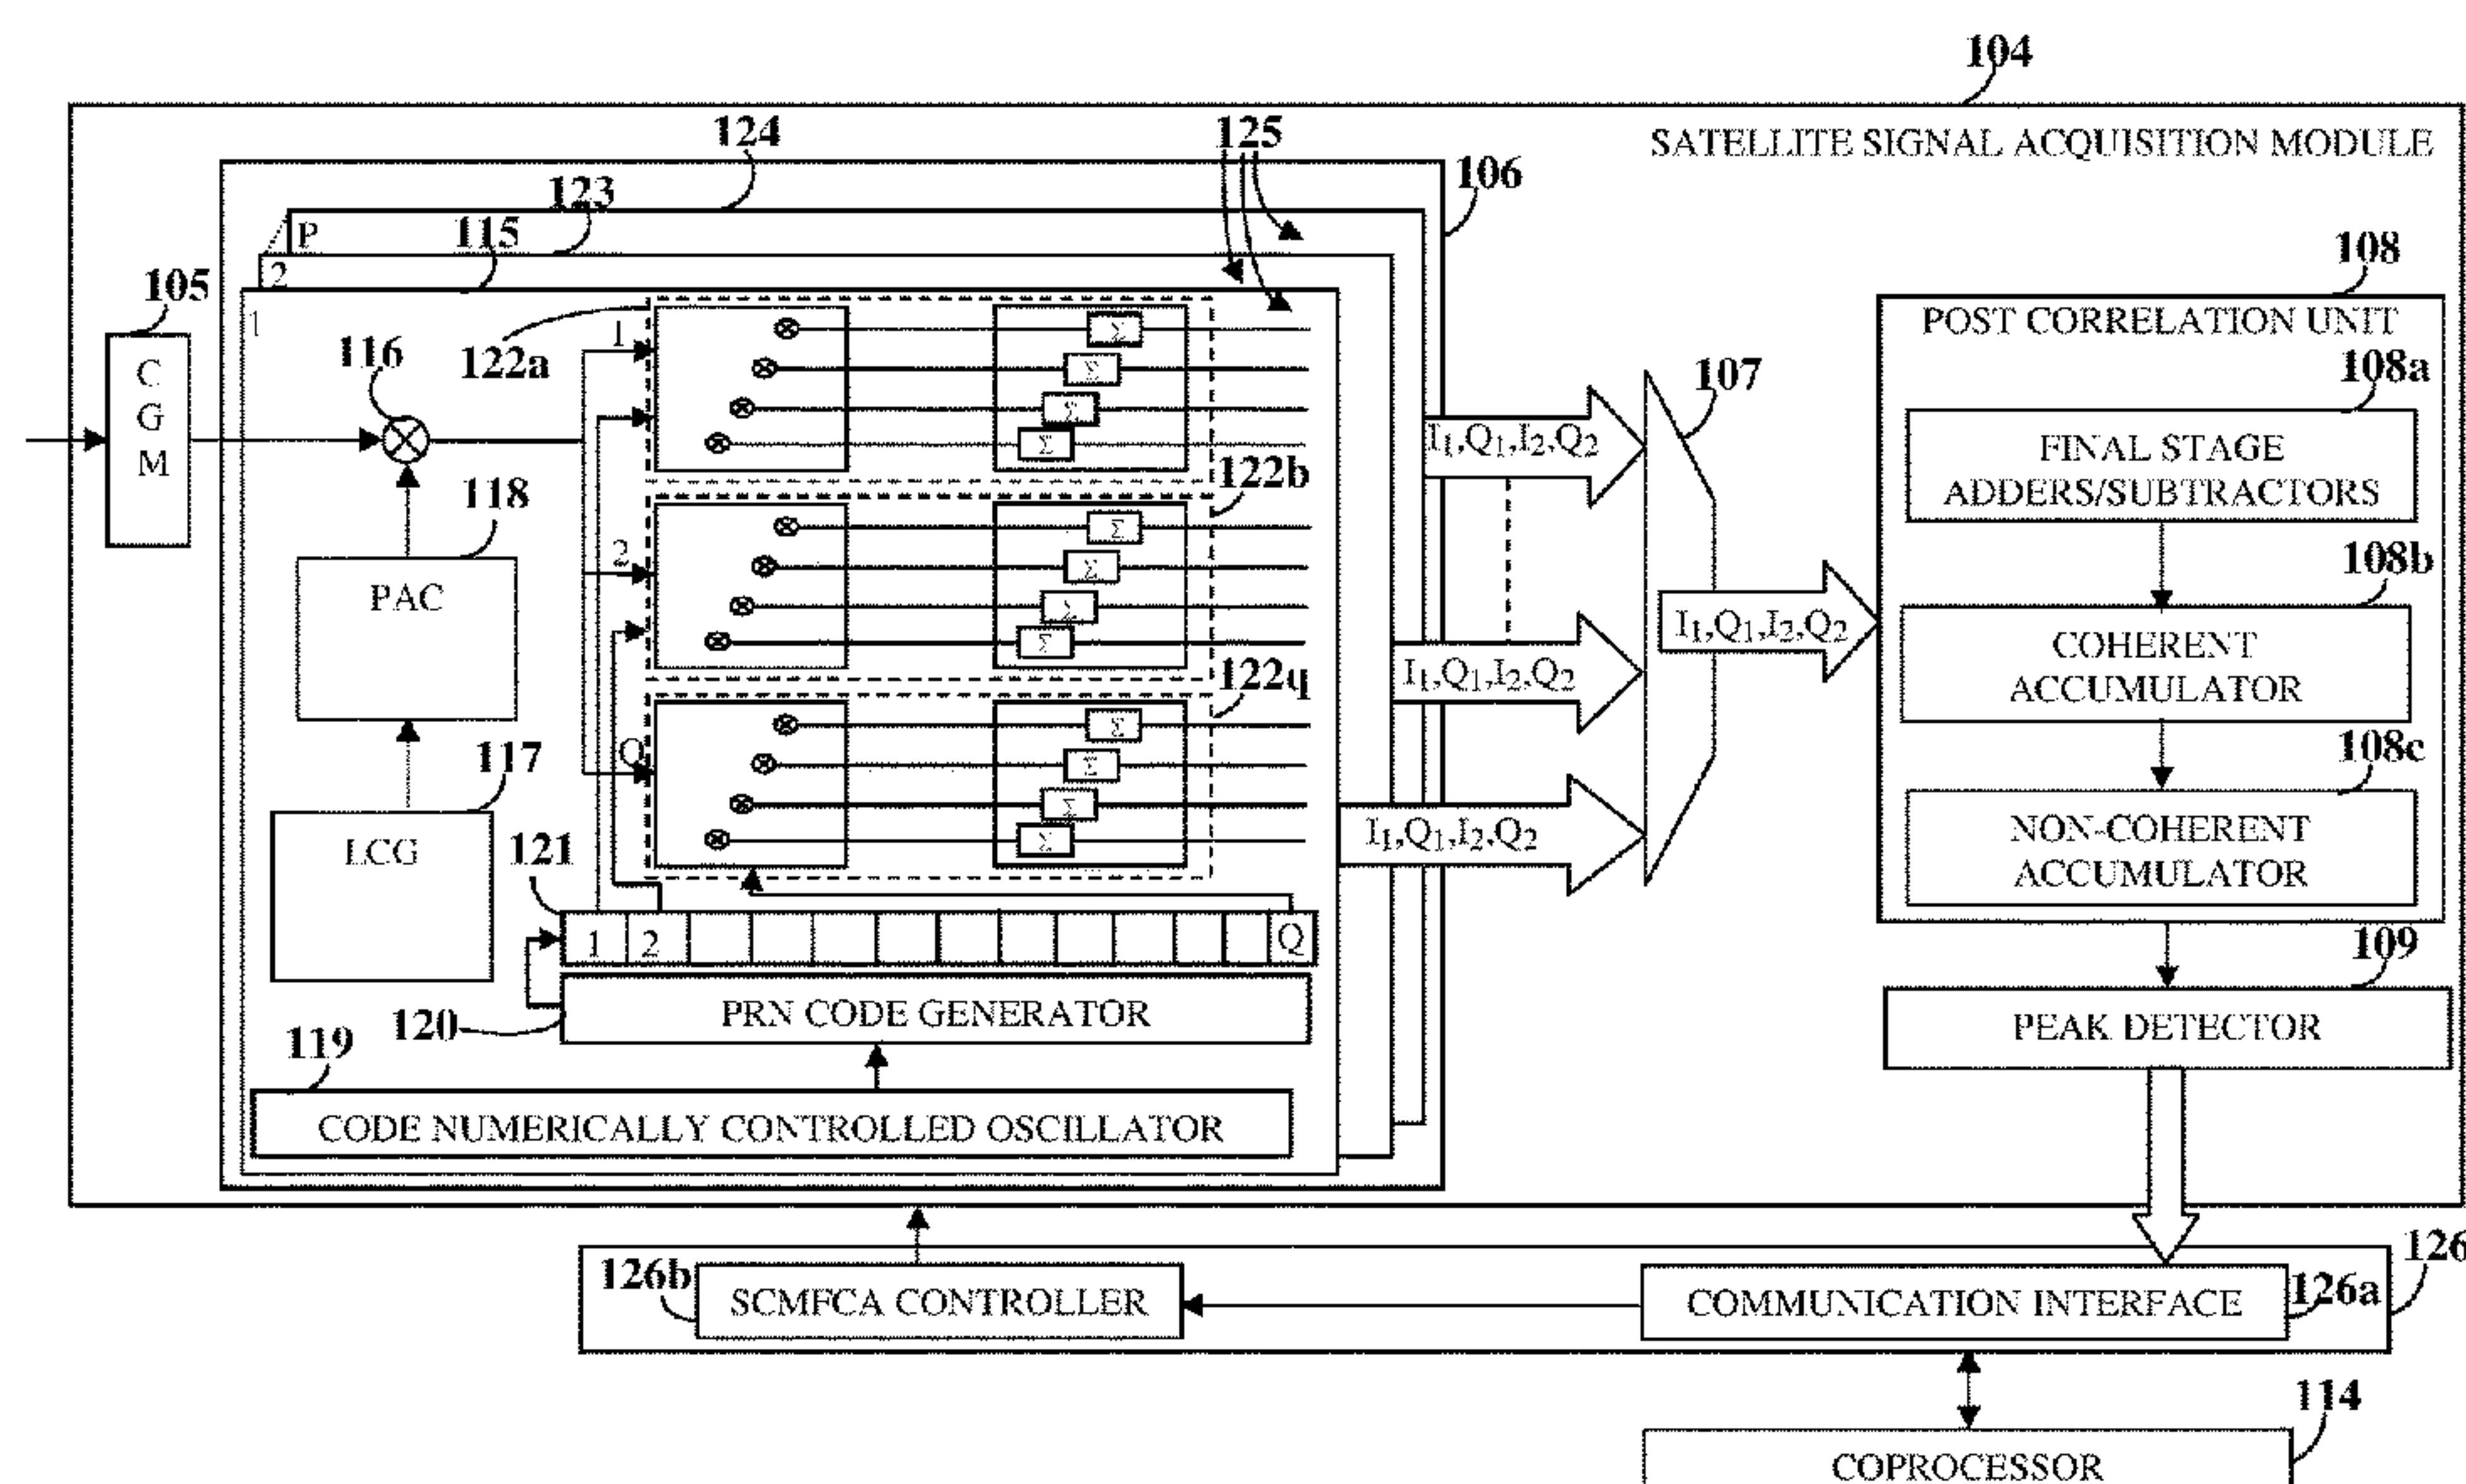 104
SATELLITE SIGNAL ACQUISITION MODULE
124
125
106
123
P
115
2
105
1
C
G
M
116
122a
1
Σ
Σ
Σ
Σ
118
PAC
122b
2
Σ
Σ
Σ
Σ
117
LCG
122q
Q
Σ
Σ
Σ
Σ
121
1 2 Q
120
PRN CODE GENERATOR
119
CODE NUMERICALLY CONTROLLED OSCILLATOR
I1,Q1,I2,Q2
I1,Q1,I2,Q2
I1,Q1,I2,Q2
107
I1,Q1,I2,Q2
108
POST CORRELATION UNIT
108a
FINAL STAGE
ADDERS/SUBTRACTORS
108b
COHERENT
ACCUMULATOR
108c
NON-COHERENT
ACCUMULATOR
109
PEAK DETECTOR
126
126b
SCMFCA CONTROLLER
COMMUNICATION INTERFACE
126a
114
COPROCESSOR